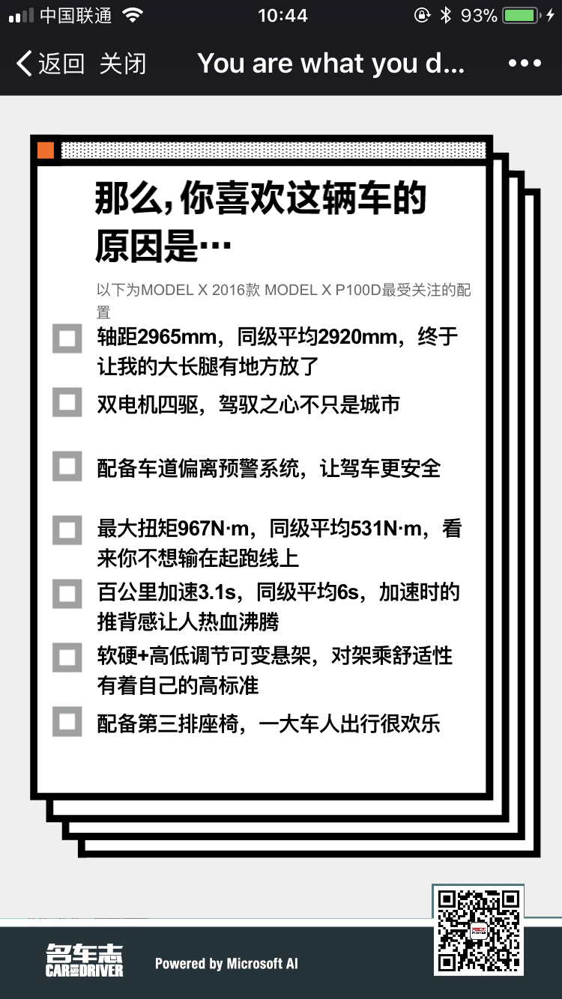 中国联通
10:44
93%
返回 关闭
You are what you d...
那么,你喜欢这辆车的
原因是…
以下为MODEL X 2016款 MODEL X P100D最受关注的配
置
轴距2965mm，同级平均2920mm，终于
让我的大长腿有地方放了
双电机四驱，驾驭之心不只是城市
配备车道偏离预警系统，让驾车更安全
最大扭矩967N·m，同级平均531N·m，看
来你不想输在起跑线上
百公里加速3.1s，同级平均6s，加速时的
推背感让人热血沸腾
软硬+高低调节可变悬架，对架乘舒适性
有着自己的高标准
配备第三排座椅，一大车人出行很欢乐
名车志
CAR AND DRIVER
Powered by Microsoft AI